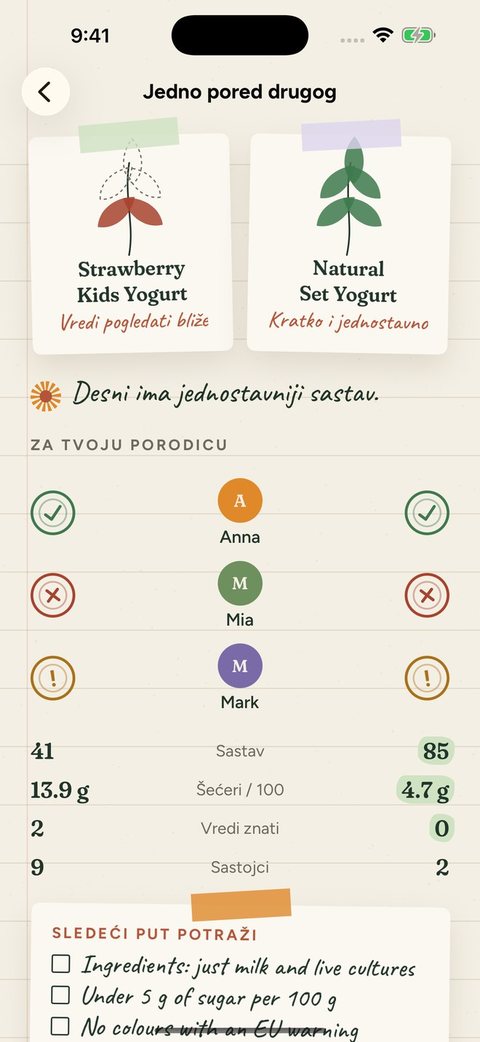 9:41
Jedno pored drugog
Strawberry
Kids Yogurt
Vredi pogledati bliže
Natural
Set Yogurt
Kratko i jednostavno
Desni ima jednostavniji sastav.
ZA TVOJU PORODICU
A
Anna
M
Mia
M
Mark
41 Sastav 85
13.9 g Šećeri / 100 4.7 g
2 Vredi znati 0
9 Sastojci 2
SLEDEĆI PUT POTRAŽI
Ingredients: just milk and live cultures
Under 5 g of sugar per 100 g
No colours with an EU warning